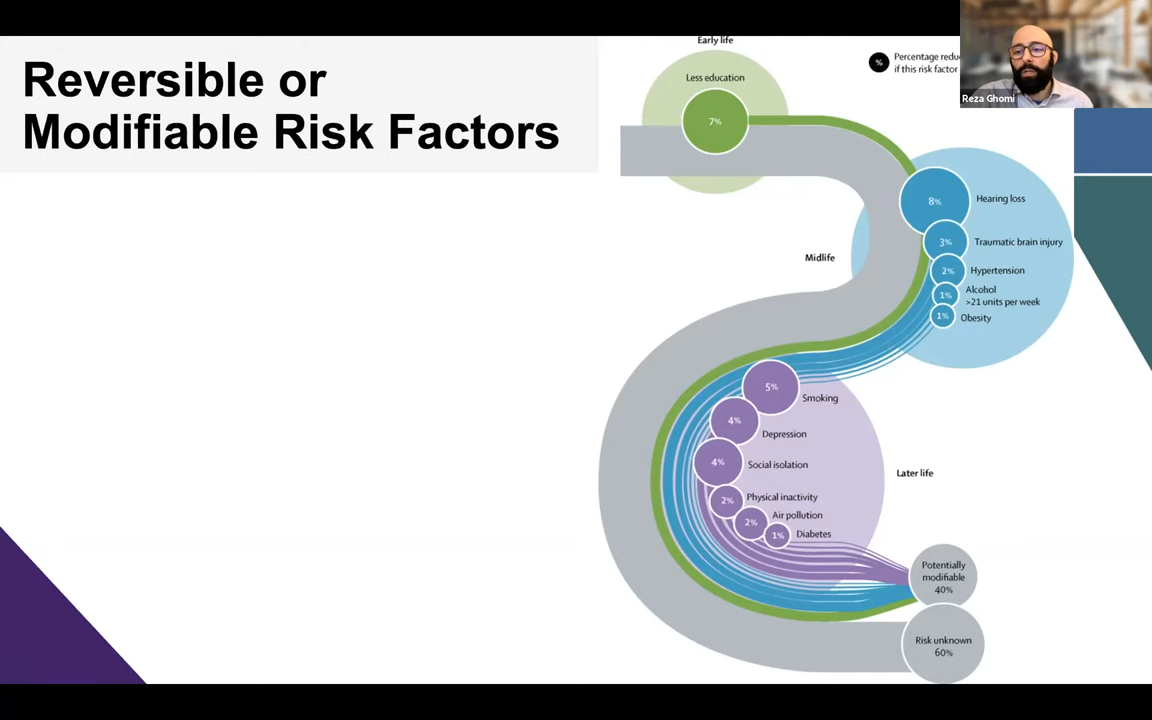 Reversible or
Modifiable Risk Factors
Early life
Less education
7%
%
Percentage
if this risk factor
Reza Ghomi
8%
Hearing loss
3%
Traumatic brain injury
2%
Hypertension
Midlife
1%
Alcohol
>21 units per week
1%
Obesity
5%
Smoking
4%
Depression
4%
Social isolation
Later life
2%
Physical inactivity
2%
Air pollution
1%
Diabetes
Potentially
modifiable
40%
Risk unknown
60%